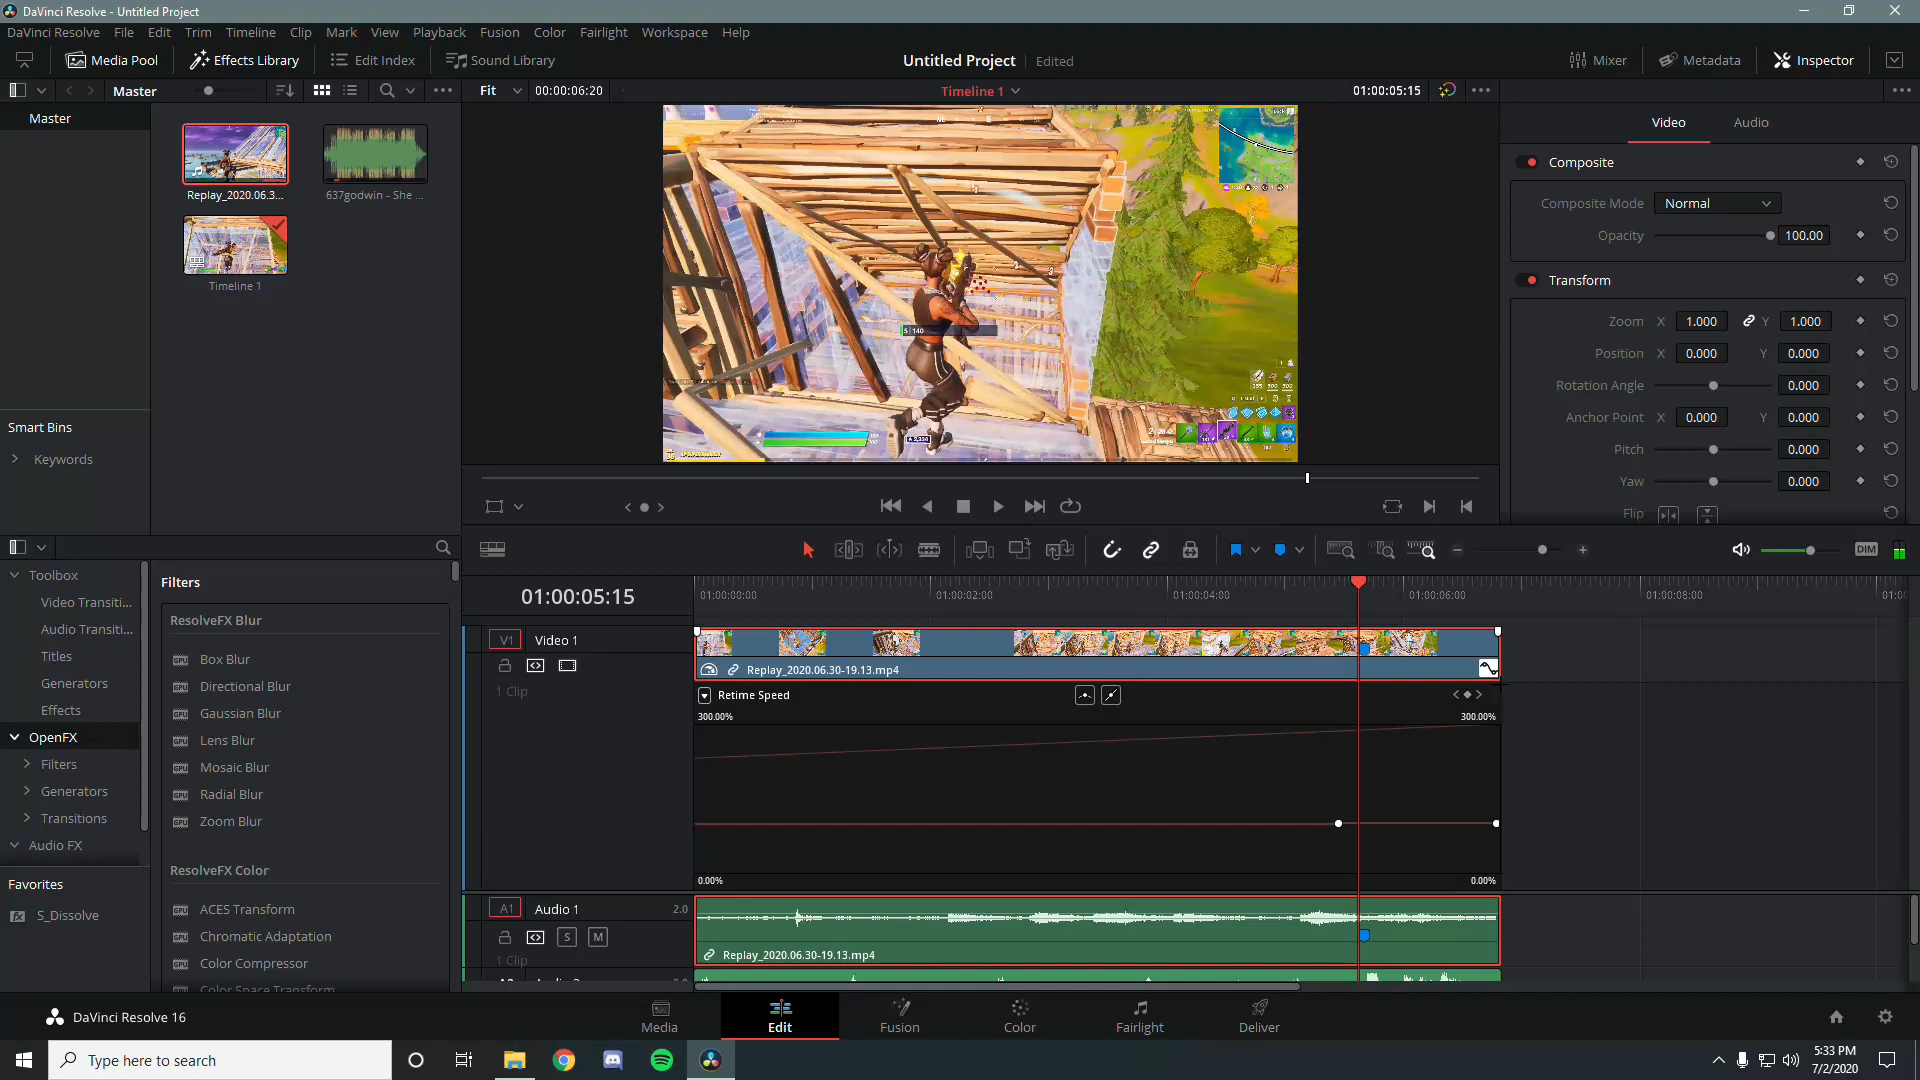 DaVinci Resolve - Untitled Project
DaVinci Resolve File Edit Trim Timeline Clip Mark View Playback Fusion Color Fairlight Workspace Help
Media Pool Effects Library Edit Index Sound Library Untitled Project Edited Mixer Metadata Inspector
Master Fit 00:00:06:20 Timeline 1 01:00:05:15
Master
Replay_2020.06.3... 637godwin - She ...
Timeline 1
Smart Bins
Keywords
Video Audio
Composite
Composite Mode Normal
Opacity 100.00
Transform
Zoom X 1.000 Y 1.000
Position X 0.000 Y 0.000
Rotation Angle 0.000
Anchor Point X 0.000 Y 0.000
Pitch 0.000
Yaw 0.000
Flip
DIM
Toolbox
Video Transiti...
Audio Transiti...
Titles
Generators
Effects
OpenFX
Filters
Generators
Transitions
Audio FX
Favorites
fx S_Dissolve
Filters
ResolveFX Blur
GPU Box Blur
GPU Directional Blur
GPU Gaussian Blur
GPU Lens Blur
GPU Mosaic Blur
GPU Radial Blur
GPU Zoom Blur
ResolveFX Color
GPU ACES Transform
GPU Chromatic Adaptation
GPU Color Compressor
Color Space Transform
01:00:05:15
01:00:00:00 01:00:02:00 01:00:04:00 01:00:06:00 01:00:08:00 01:00
V1 Video 1
1 Clip
Replay_2020.06.30-19.13.mp4
Retime Speed
300.00% 300.00%
0.00% 0.00%
A1 Audio 1 2.0
S M
1 Clip
Replay_2020.06.30-19.13.mp4
DaVinci Resolve 16
Media Edit Fusion Color Fairlight Deliver
Type here to search
5:33 PM
7/2/2020